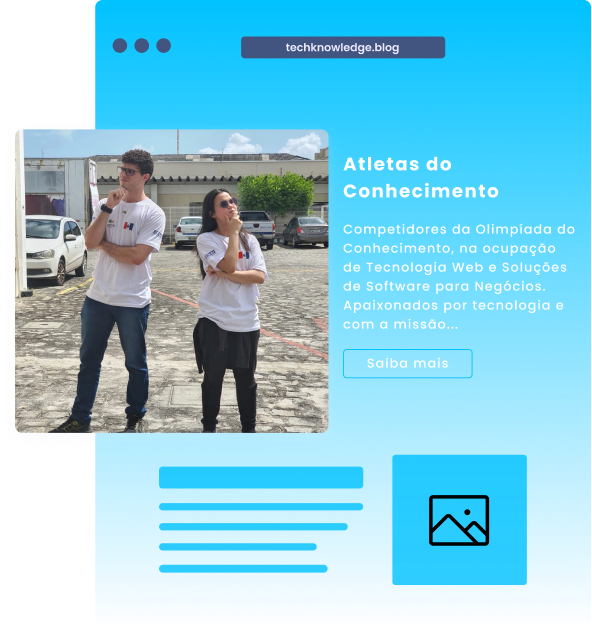 techknowledge.blog
Atletas do
Conhecimento
Competidores da Olimpíada do
Conhecimento, na ocupação
de Tecnologia Web e Soluções
de Software para Negócios.
Apaixonados por tecnologia e
com a missão...
Saiba mais